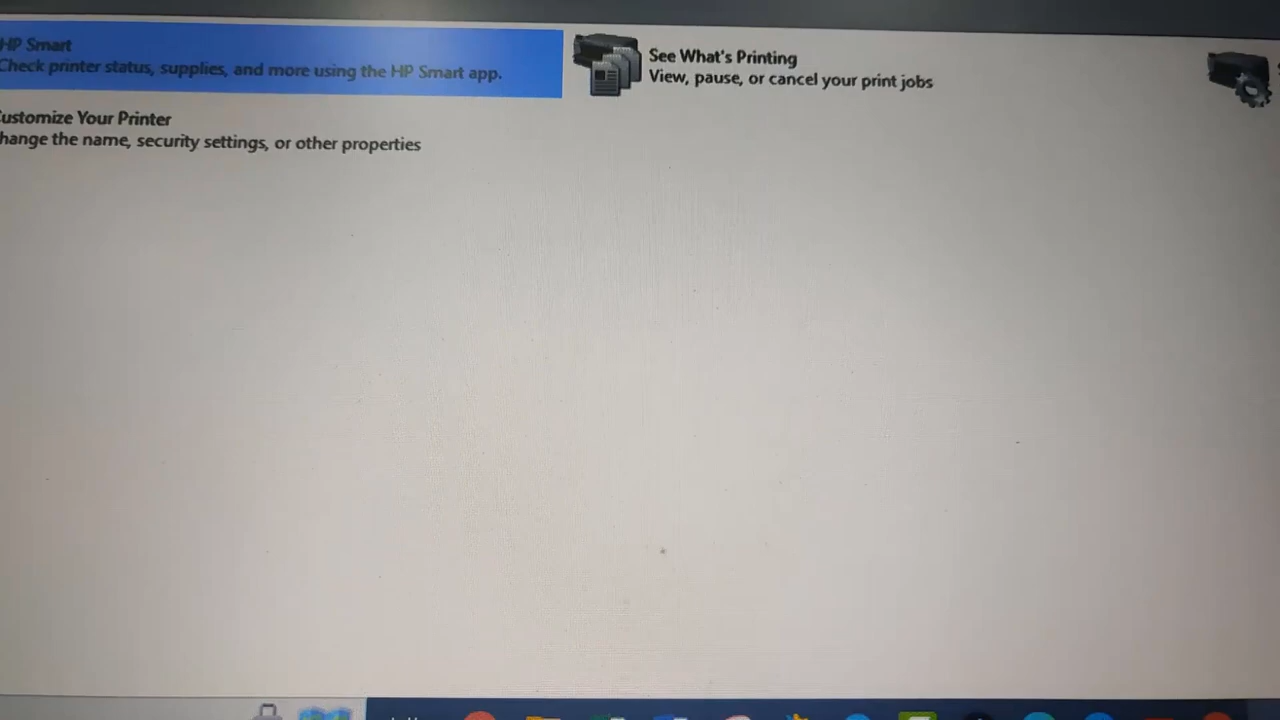 HP Smart
Check printer status, supplies, and more using the HP Smart app.
See What's Printing
View, pause, or cancel your print jobs
ustomize Your Printer
hange the name, security settings, or other properties